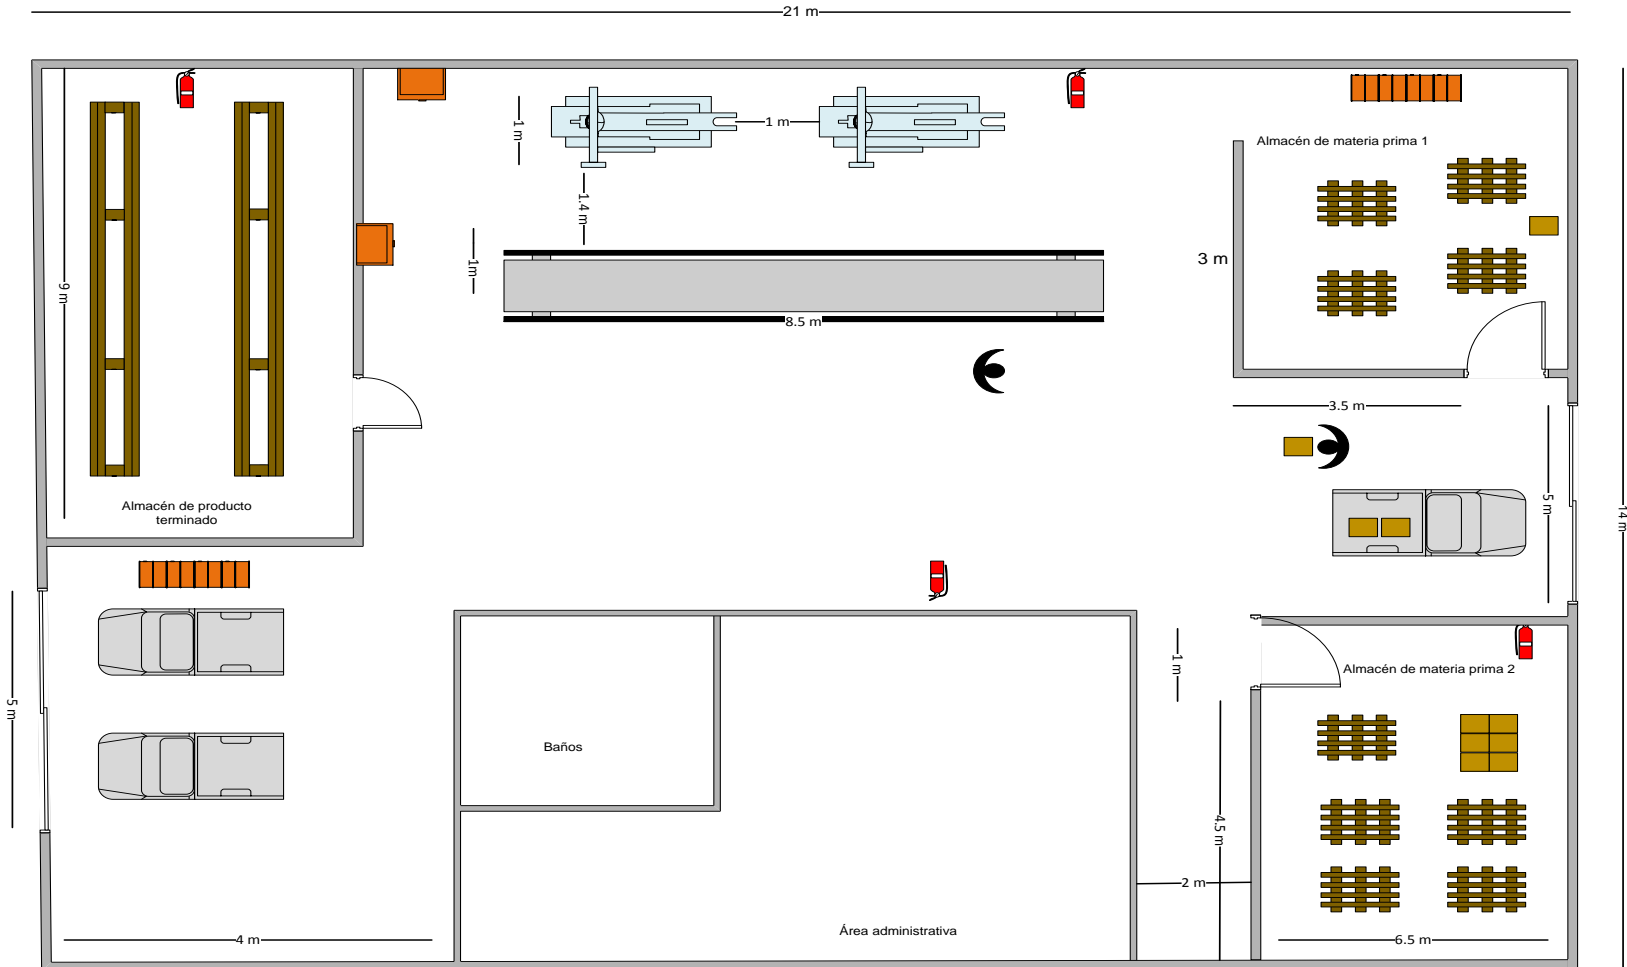 21 m
1 m
1 m
Almacén de materia prima 1
1.4 m
3 m
1m
9 m
8.5 m
3.5 m
Almacén de producto
terminado
5 m
14 m
1 m
Almacén de materia prima 2
5 m
Baños
4.5 m
2 m
Área administrativa
4 m
6.5 m